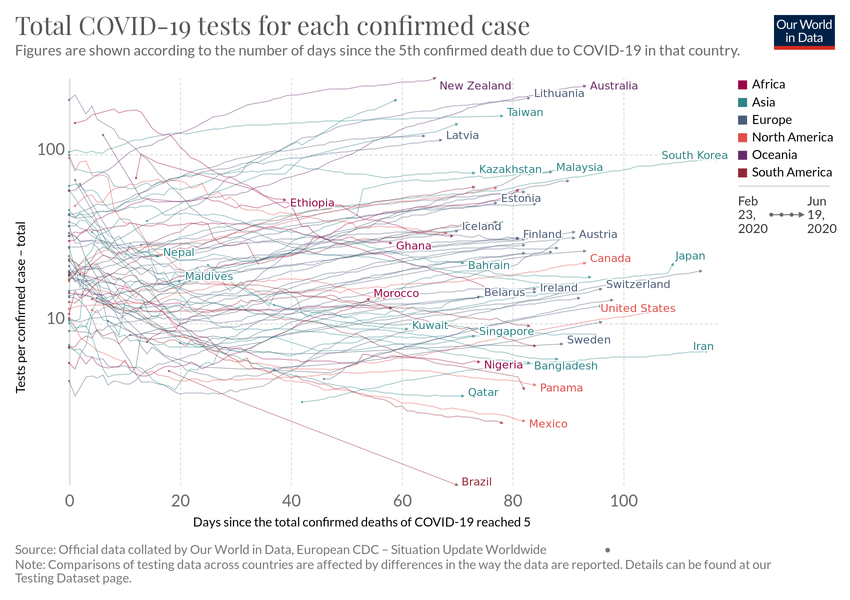 Total COVID-19 tests for each confirmed case
Figures are shown according to the number of days since the 5th confirmed death due to COVID-19 in that country.
Our World
in Data
New Zealand
Australia
Lithuania
Taiwan
Latvia
100
South Korea
Kazakhstan
Malaysia
Estonia
Ethiopia
Iceland
Finland
Austria
Ghana
Nepal
Canada
Japan
Bahrain
Maldives
Switzerland
Ireland
Belarus
Morocco
United States
10
Kuwait
Singapore
Sweden
Iran
Nigeria
Bangladesh
Panama
Qatar
Mexico
Brazil
Tests per confirmed case – total
0
20
40
60
80
100
Days since the total confirmed deaths of COVID-19 reached 5
Africa
Asia
Europe
North America
Oceania
South America
Feb
23,
2020
Jun
19,
2020
Source: Official data collated by Our World in Data, European CDC – Situation Update Worldwide
Note: Comparisons of testing data across countries are affected by differences in the way the data are reported. Details can be found at our
Testing Dataset page.